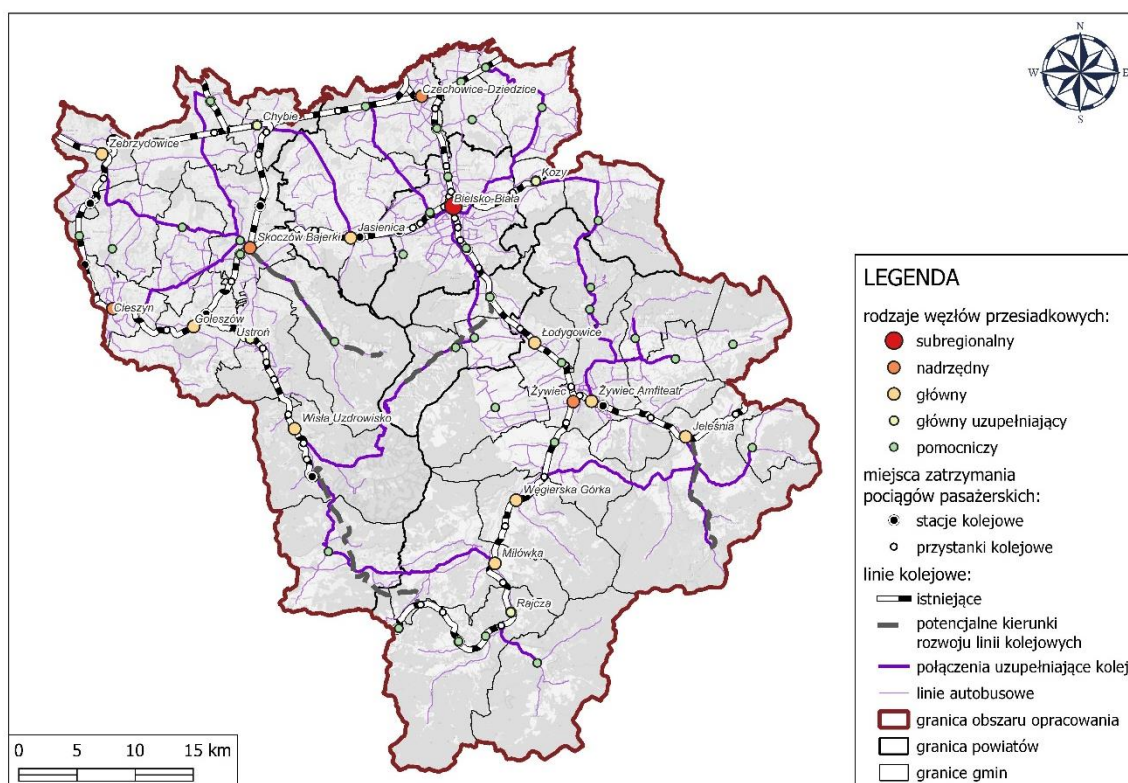 N
W
E
S
Czechowice-Dziedzice
Chybie
Zebrzydowice
Kozy
Bielsko-Biała
Jasienica
Skoczów Bajerki
Cieszyn
Goleszów
Ustroń
Łodygowice
Żywiec
Żywiec Amfiteatr
Wisła Uzdrowisko
Jeleśnia
Węgierska Górka
Milówka
Rajcza
LEGENDA
rodzaje węzłów przesiadkowych:
subregionalny
nadrzędny
główny
główny uzupełniający
pomocniczy
miejsca zatrzymania
pociągów pasażerskich:
stacje kolejowe
przystanki kolejowe
linie kolejowe:
istniejące
potencjalne kierunki
rozwoju linii kolejowych
połączenia uzupełniające kolej
linie autobusowe
granica obszaru opracowania
granica powiatów
granice gmin
0 5 10 15 km